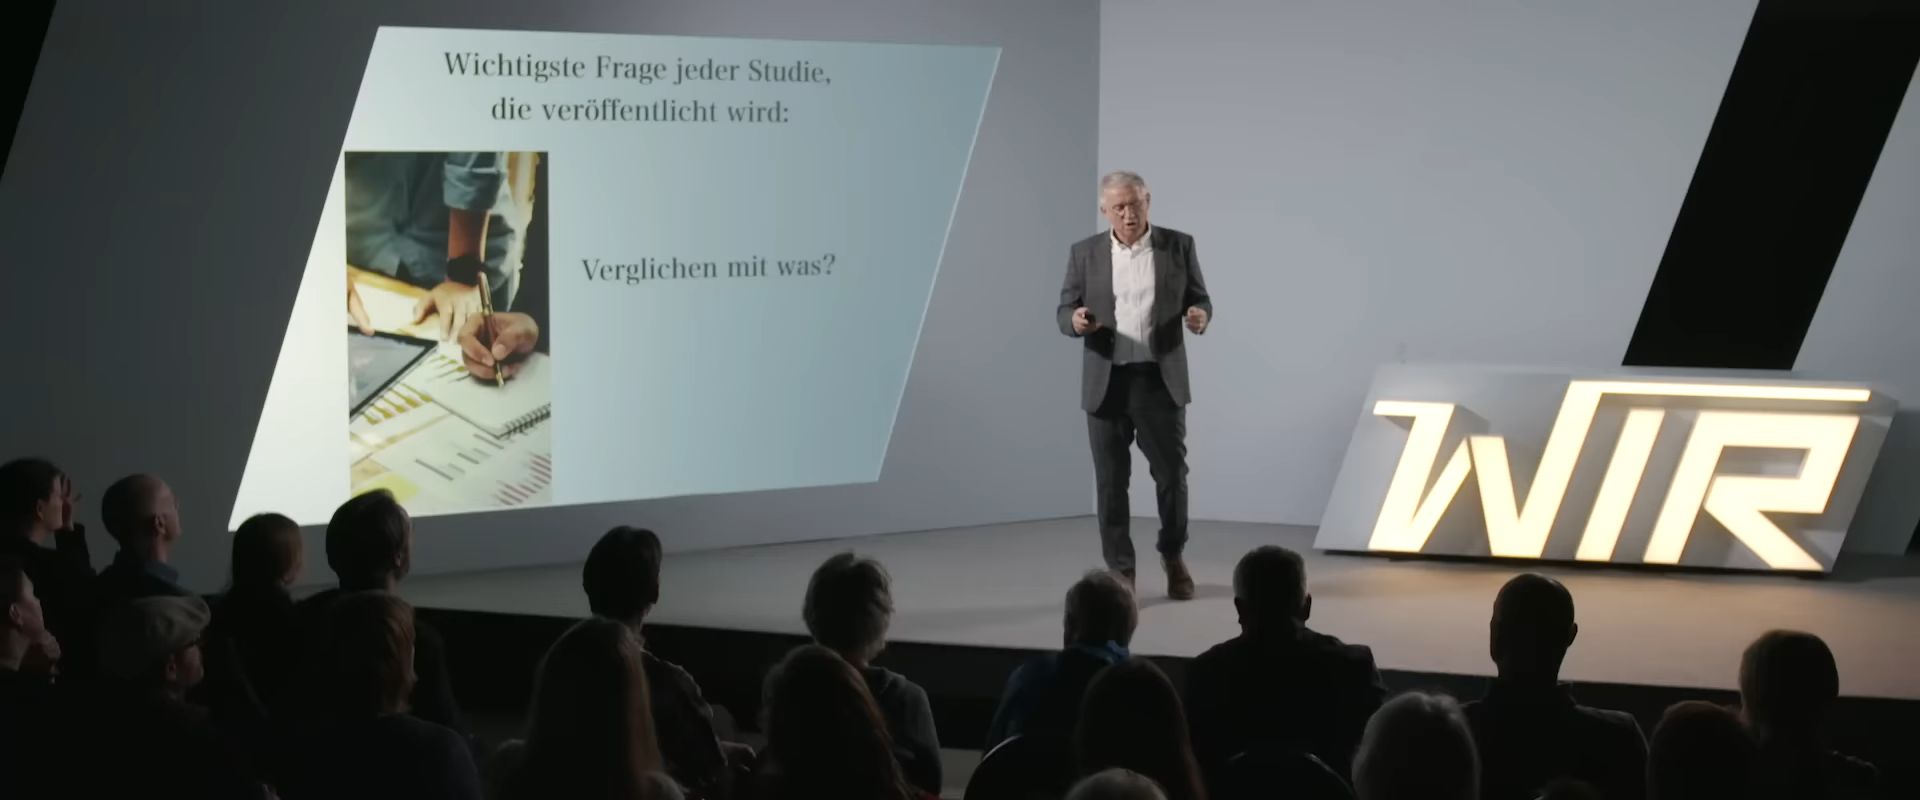 Wichtigste Frage jeder Studie,
die veröffentlicht wird:
Verglichen mit was?
WIR